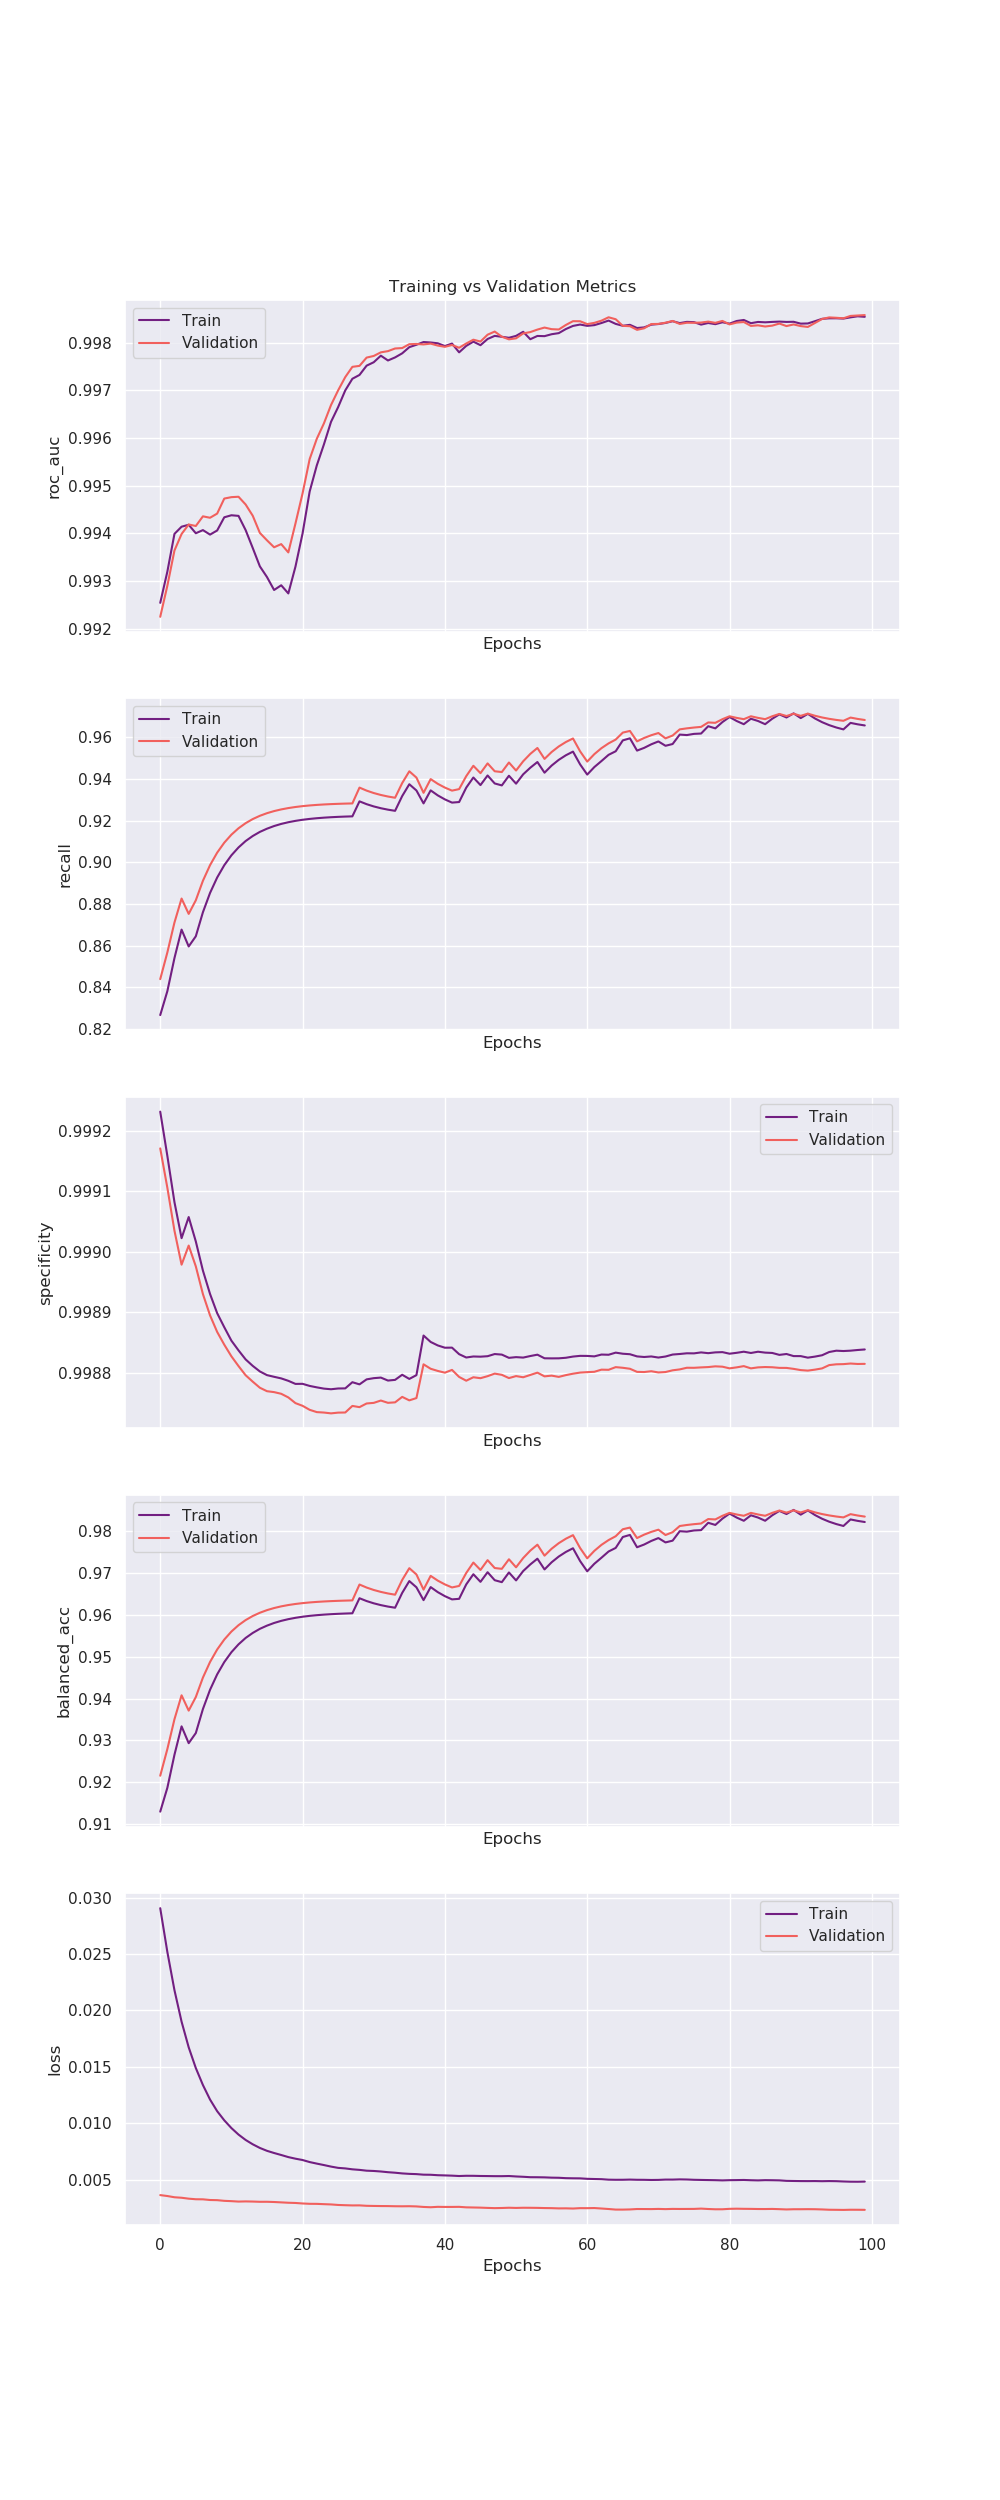 Training vs Validation Metrics
Train
Validation
0.998
0.997
0.996
0.995
0.994
0.993
0.992
roc_auc
Epochs
Train
Validation
0.96
0.94
0.92
0.90
0.88
0.86
0.84
0.82
recall
Epochs
Train
Validation
0.9992
0.9991
0.9990
0.9989
0.9988
specificity
Epochs
Train
Validation
0.98
0.97
0.96
0.95
0.94
0.93
0.92
0.91
balanced_acc
Epochs
Train
Validation
0.030
0.025
0.020
0.015
0.010
0.005
loss
0 20 40 60 80 100
Epochs